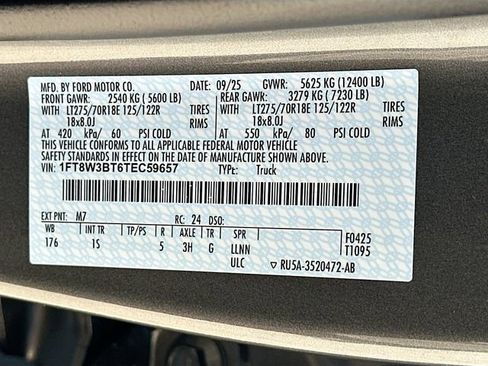 MFD. BY FORD MOTOR CO. DATE: 09/25 GVWR: 5625 KG (12400 LB)
FRONT GAWR: 2540 KG (5600 LB) REAR GAWR: 3279 KG (7230 LB)
WITH LT275/70R18E 125/122R TIRES WITH LT275/70R18E 125/122R TIRES
18x8.0J RIMS 18x8.0J RIMS
AT 420 kPa/ 60 PSI COLD AT 550 kPa/ 80 PSI COLD
THIS VEHICLE CONFORMS TO ALL APPLICABLE FEDERAL MOTOR VEHICLE
SAFETY STANDARDS IN EFFECT ON THE DATE OF MANUFACTURE SHOWN ABOVE.
VIN: 1FT8W3BT6TEC59657 TYPE: Truck
EXT PNT: M7 RC: 24 DSO:
WB INT TR TP/PS R AXLE TR SPR F0425
176 1S 5 3H G LLNN T1095
ULC ▽ RU5A-3520472-AB